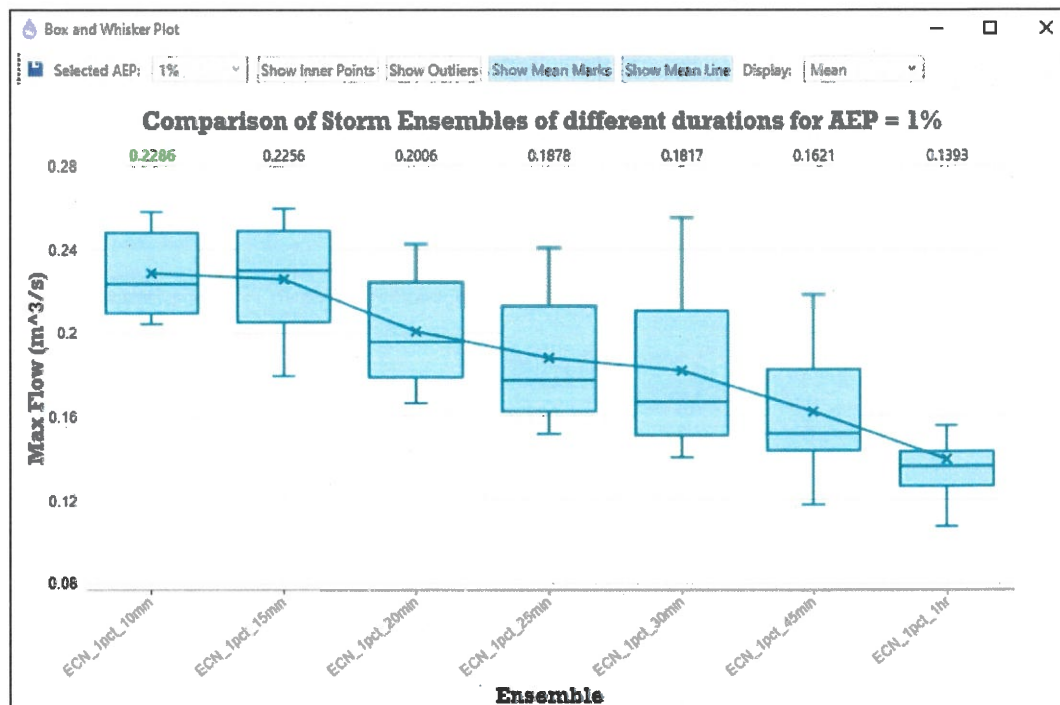 Box and Whisker Plot
Selected AEP: 1% Show Inner Points Show Outliers Show Mean Marks Show Mean Line Display: Mean
Comparison of Storm Ensembles of different durations for AEP = 1%
0.2286 0.2256 0.2006 0.1878 0.1817 0.1621 0.1393
0.28
0.24
0.2
0.16
0.12
0.08
Max Flow (m^3/s)
ECN_1pct_10min
ECN_1pct_15min
ECN_1pct_20min
ECN_1pct_25min
ECN_1pct_30min
ECN_1pct_45min
ECN_1pct_1hr
Ensemble